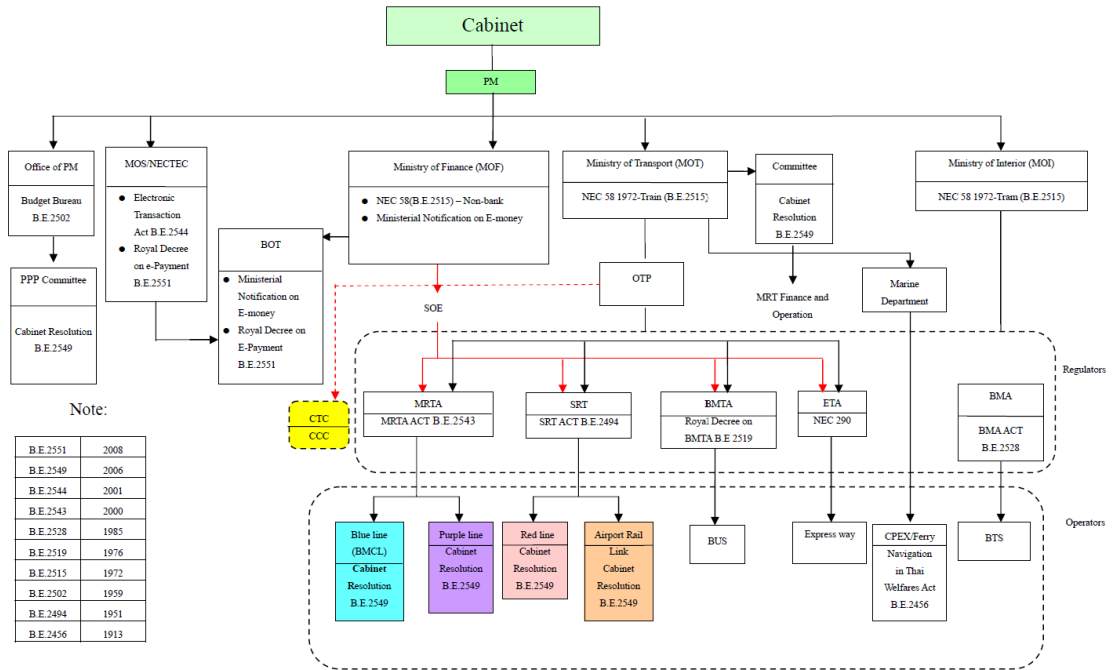 Cabinet
PM
Office of PM
Budget Bureau
B.E.2502
PPP Committee
Cabinet Resolution
B.E.2549
MOS/NECTEC
● Electronic
Transaction
Act B.E.2544
● Royal Decree
on e-Payment
B.E.2551
BOT
● Ministerial
Notification on
E-money
● Royal Decree on
E-Payment
B.E.2551
Ministry of Finance (MOF)
● NEC 58(B.E.2515) – Non-bank
● Ministerial Notification on E-money
SOE
Ministry of Transport (MOT)
NEC 58 1972-Train (B.E.2515)
OTP
Committee
Cabinet
Resolution
B.E.2549
MRT Finance and
Operation
Marine
Department
Ministry of Interior (MOI)
NEC 58 1972-Tram (B.E.2515)
Regulators
CTC
CCC
MRTA
MRTA ACT B.E.2543
SRT
SRT ACT B.E.2494
BMTA
Royal Decree on
BMTA B.E 2519
ETA
NEC 290
BMA
BMA ACT
B.E.2528
Operators
Blue line
(BMCL)
Cabinet
Resolution
B.E.2549
Purple line
Cabinet
Resolution
B.E.2549
Red line
Cabinet
Resolution
B.E.2549
Airport Rail
Link
Cabinet
Resolution
B.E.2549
BUS
Express way
CPEX/Ferry
Navigation
in Thai
Welfares Act
B.E.2456
BTS
Note:
B.E.2551 2008
B.E.2549 2006
B.E.2544 2001
B.E.2543 2000
B.E.2528 1985
B.E.2519 1976
B.E.2515 1972
B.E.2502 1959
B.E.2494 1951
B.E.2456 1913